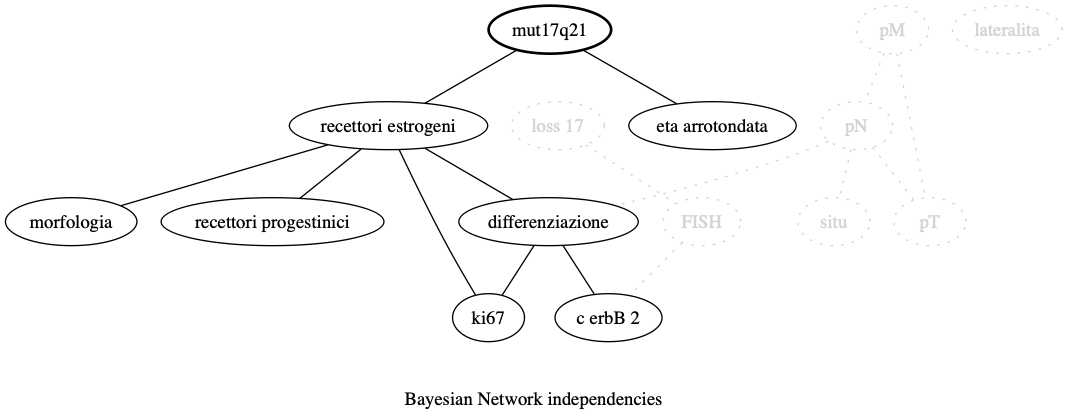 mut17q21
pM
lateralita
recettori estrogeni
loss 17
eta arrotondata
pN
morfologia
recettori progestinici
differenziazione
FISH
situ
pT
ki67
c erbB 2
Bayesian Network independencies